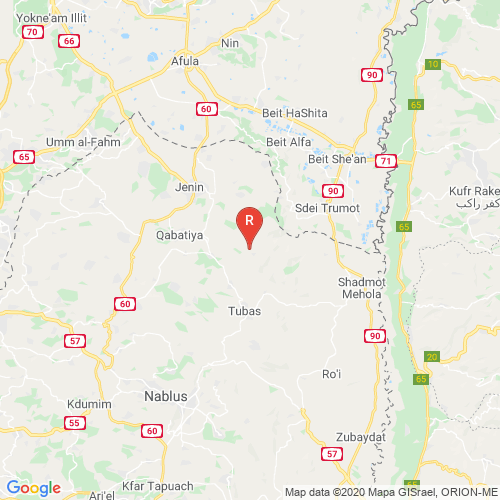 Yokne'am Illit
70
66
Nin
Afula
90
10
60
65
Beit HaShita
Umm al-Fahm
Beit Alfa
65
Beit She'an
71
Jenin
90
Kufr Rake
كفر راكب
Sdei Trumot
R
65
Qabatiya
Shadmot
Mehola
60
Tubas
57
90
20
Ro'i
65
Nablus
Kdumim
55
60
Zubaydat
57
Kfar Tapuach
65
Google
Ari'el
Map data ©2020 Mapa GISrael, ORION-ME